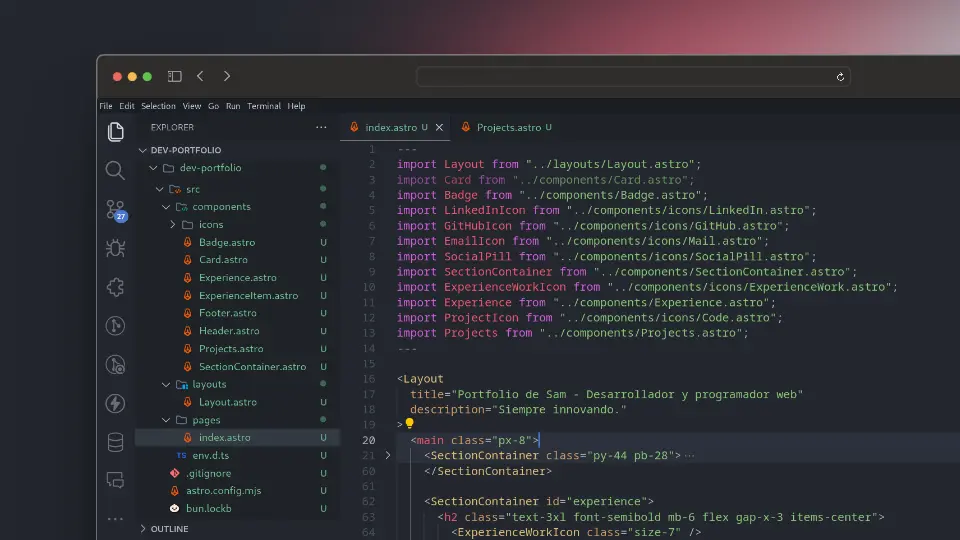 File Edit Selection View Go Run Terminal Help
EXPLORER ···
DEV-PORTFOLIO
dev-portfolio
src
components
icons
Badge.astro U
Card.astro U
Experience.astro U
ExperienceItem.astro U
Footer.astro U
Header.astro U
Projects.astro U
SectionContainer.astro U
layouts
Layout.astro U
pages
index.astro U
TS env.d.ts U
.gitignore U
astro.config.mjs U
bun.lockb U
OUTLINE
27
index.astro U
Projects.astro U
1 ---
2 import Layout from "../layouts/Layout.astro";
3 import Card from "../components/Card.astro";
4 import Badge from "../components/Badge.astro";
5 import LinkedInIcon from "../components/icons/LinkedIn.astro";
6 import GitHubIcon from "../components/icons/GitHub.astro";
7 import EmailIcon from "../components/icons/Mail.astro";
8 import SocialPill from "../components/icons/SocialPill.astro";
9 import SectionContainer from "../components/SectionContainer.astro";
10 import ExperienceWorkIcon from "../components/icons/ExperienceWork.astro";
11 import Experience from "../components/Experience.astro";
12 import ProjectIcon from "../components/icons/Code.astro";
13 import Projects from "../components/Projects.astro";
14 ---
15
16 <Layout
17 title="Portfolio de Sam - Desarrollador y programador web"
18 description="Siempre innovando."
19 >
20 <main class="px-8">
21 <SectionContainer class="py-44 pb-28"> ···
60 </SectionContainer>
61
62 <SectionContainer id="experience">
63 <h2 class="text-3xl font-semibold mb-6 flex gap-x-3 items-center">
64 <ExperienceWorkIcon class="size-7" />